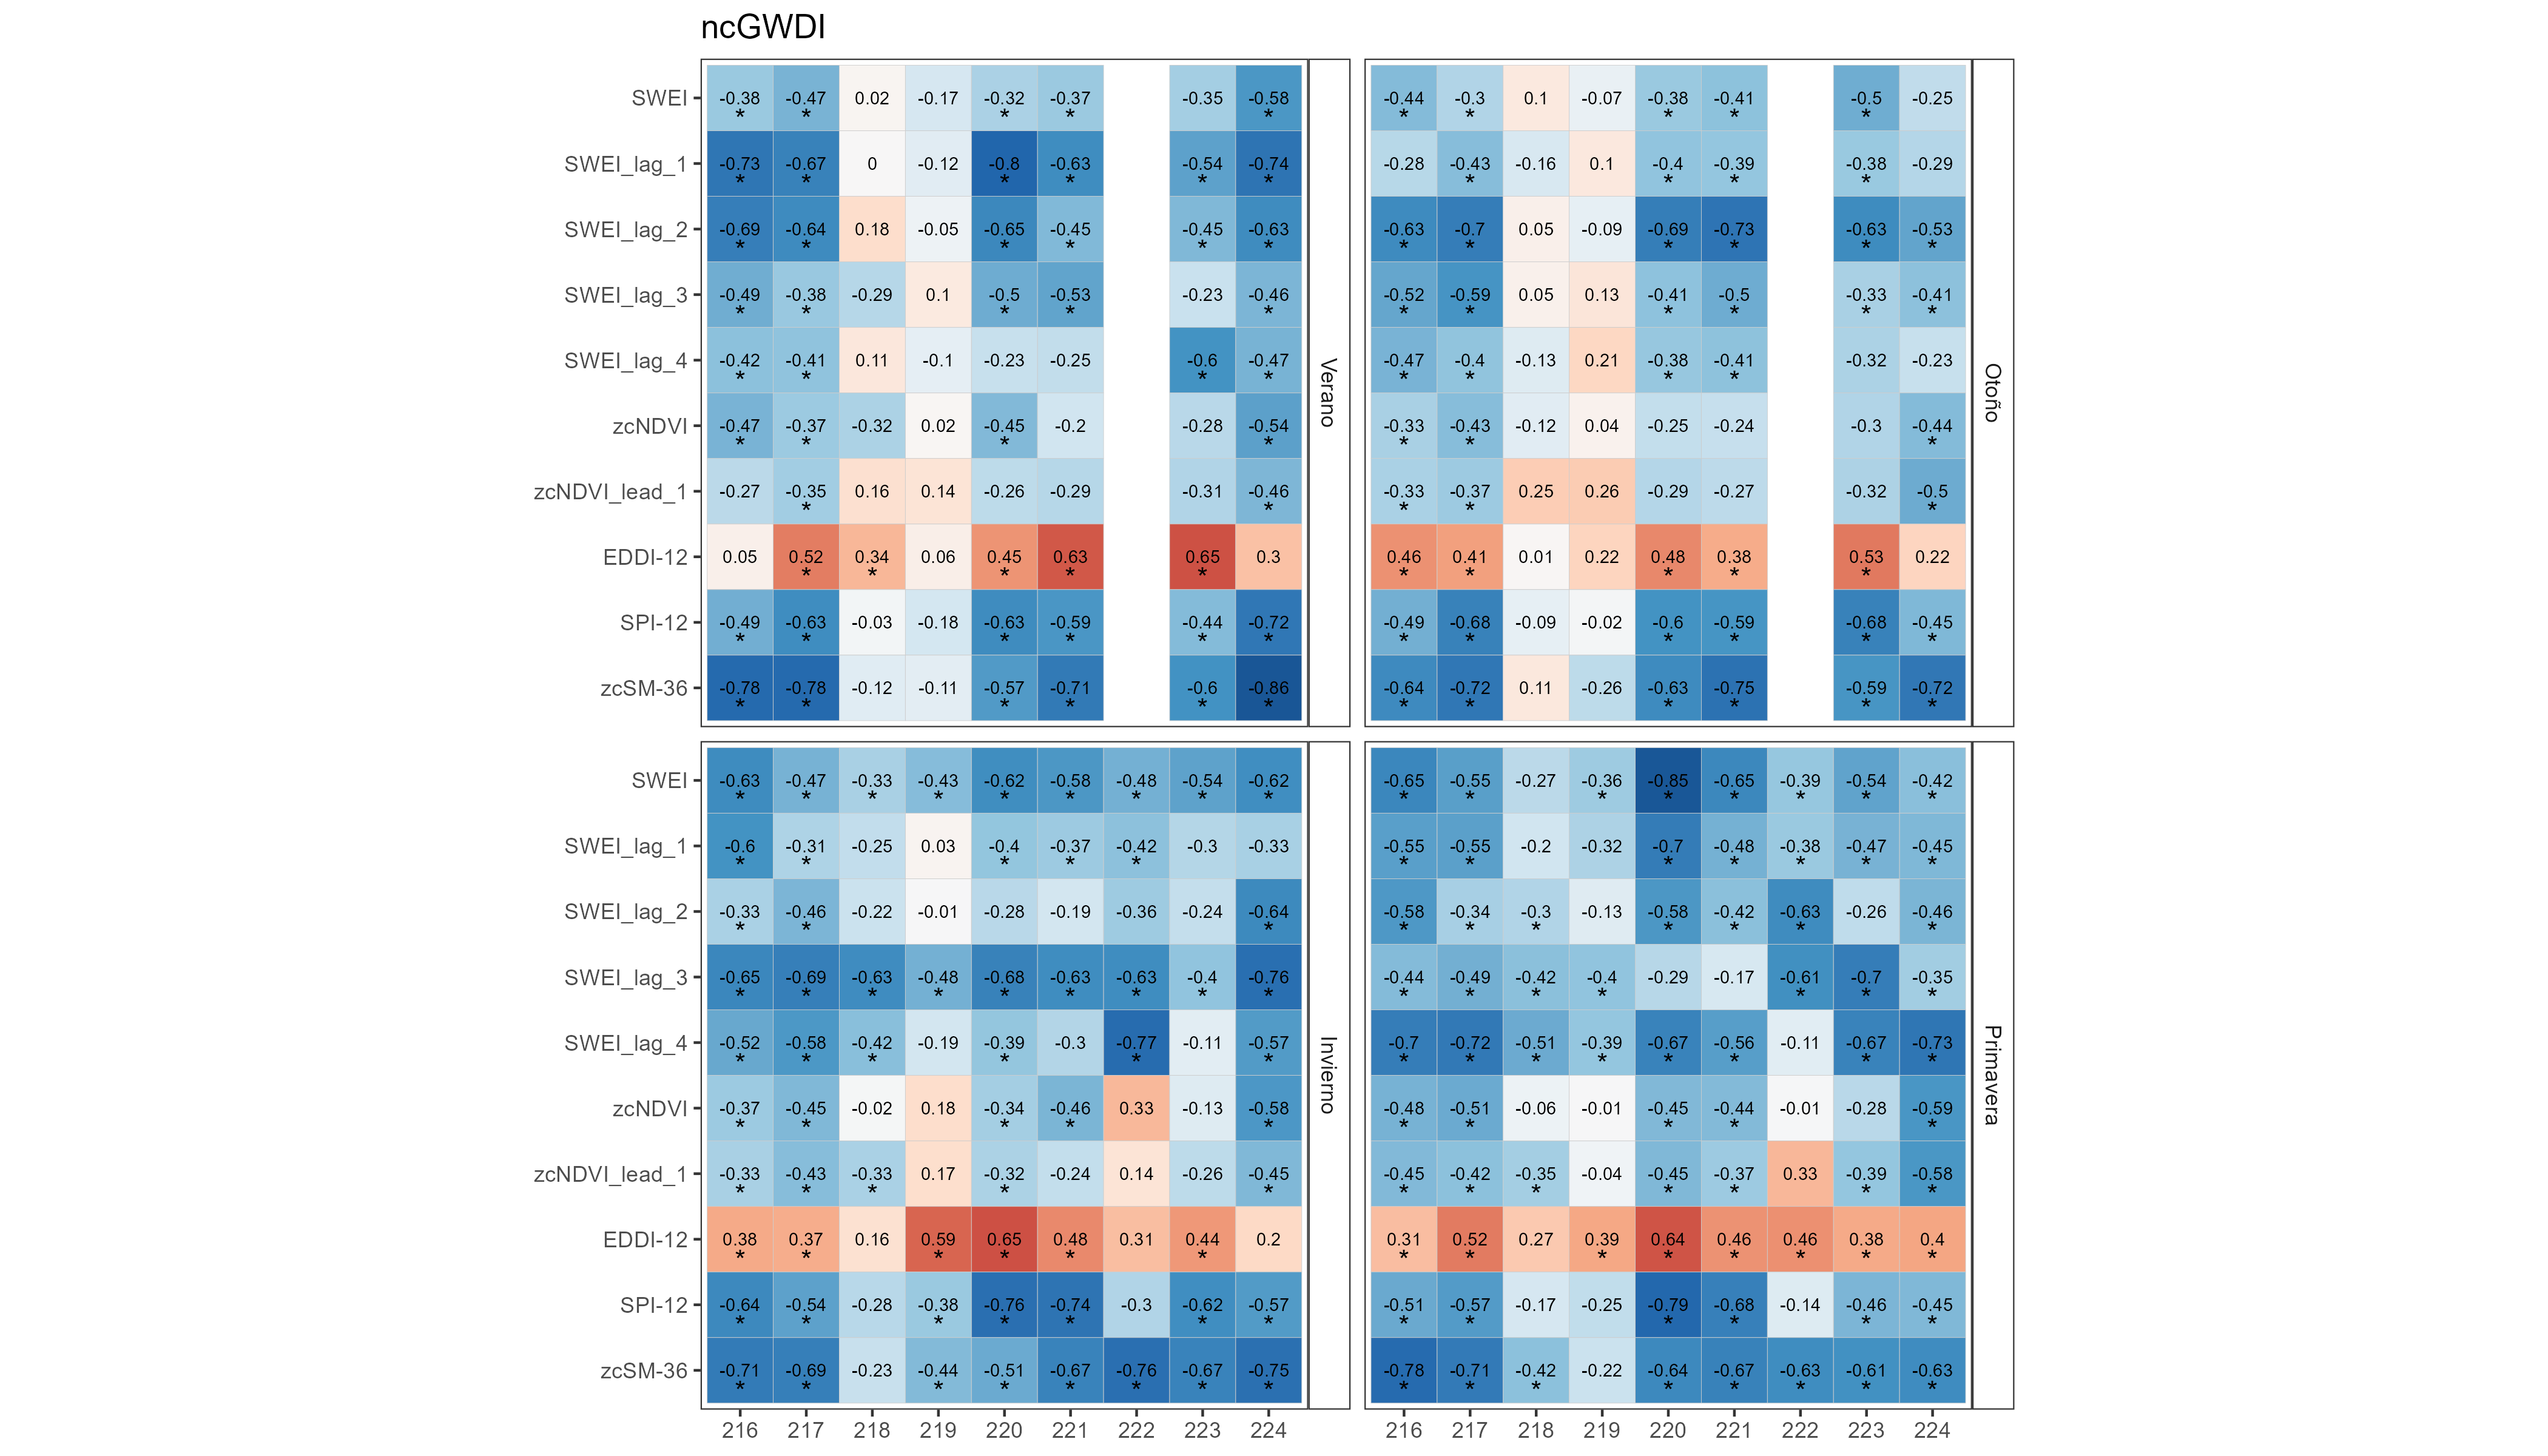 ncGWDI
SWEI -0.38 -0.47 0.02 -0.17 -0.32 -0.37 -0.35 -0.58 -0.44 -0.3 0.1 -0.07 -0.38 -0.41 -0.5 -0.25
* * * * * * * * * *
SWEI_lag_1 -0.73 -0.67 0 -0.12 -0.8 -0.63 -0.54 -0.74 -0.28 -0.43 -0.16 0.1 -0.4 -0.39 -0.38 -0.29
* * * * * * * * * *
SWEI_lag_2 -0.69 -0.64 0.18 -0.05 -0.65 -0.45 -0.45 -0.63 -0.63 -0.7 0.05 -0.09 -0.69 -0.73 -0.63 -0.53
* * * * * * * * * * * *
SWEI_lag_3 -0.49 -0.38 -0.29 0.1 -0.5 -0.53 -0.23 -0.46 -0.52 -0.59 0.05 0.13 -0.41 -0.5 -0.33 -0.41
* * * * * * * * * * *
SWEI_lag_4 -0.42 -0.41 0.11 -0.1 -0.23 -0.25 -0.6 -0.47 -0.47 -0.4 -0.13 0.21 -0.38 -0.41 -0.32 -0.23
* * * * * * * *
Verano
Otoño
zcNDVI -0.47 -0.37 -0.32 0.02 -0.45 -0.2 -0.28 -0.54 -0.33 -0.43 -0.12 0.04 -0.25 -0.24 -0.3 -0.44
* * * * * * *
zcNDVI_lead_1 -0.27 -0.35 0.16 0.14 -0.26 -0.29 -0.31 -0.46 -0.33 -0.37 0.25 0.26 -0.29 -0.27 -0.32 -0.5
* * * * *
EDDI-12 0.05 0.52 0.34 0.06 0.45 0.63 0.65 0.3 0.46 0.41 0.01 0.22 0.48 0.38 0.53 0.22
* * * * * * * * * *
SPI-12 -0.49 -0.63 -0.03 -0.18 -0.63 -0.59 -0.44 -0.72 -0.49 -0.68 -0.09 -0.02 -0.6 -0.59 -0.68 -0.45
* * * * * * * * * * * *
zcSM-36 -0.78 -0.78 -0.12 -0.11 -0.57 -0.71 -0.6 -0.86 -0.64 -0.72 0.11 -0.26 -0.63 -0.75 -0.59 -0.72
* * * * * * * * * * * *
SWEI -0.63 -0.47 -0.33 -0.43 -0.62 -0.58 -0.48 -0.54 -0.62 -0.65 -0.55 -0.27 -0.36 -0.85 -0.65 -0.39 -0.54 -0.42
* * * * * * * * * * * * * * * * *
SWEI_lag_1 -0.6 -0.31 -0.25 0.03 -0.4 -0.37 -0.42 -0.3 -0.33 -0.55 -0.55 -0.2 -0.32 -0.7 -0.48 -0.38 -0.47 -0.45
* * * * * * * * * * * *
SWEI_lag_2 -0.33 -0.46 -0.22 -0.01 -0.28 -0.19 -0.36 -0.24 -0.64 -0.58 -0.34 -0.3 -0.13 -0.58 -0.42 -0.63 -0.26 -0.46
* * * * * * * * * *
SWEI_lag_3 -0.65 -0.69 -0.63 -0.48 -0.68 -0.63 -0.63 -0.4 -0.76 -0.44 -0.49 -0.42 -0.4 -0.29 -0.17 -0.61 -0.7 -0.35
* * * * * * * * * * * * * * * *
SWEI_lag_4 -0.52 -0.58 -0.42 -0.19 -0.39 -0.3 -0.77 -0.11 -0.57 -0.7 -0.72 -0.51 -0.39 -0.67 -0.56 -0.11 -0.67 -0.73
* * * * * * * * * * * * * *
Invierno
Primavera
zcNDVI -0.37 -0.45 -0.02 0.18 -0.34 -0.46 0.33 -0.13 -0.58 -0.48 -0.51 -0.06 -0.01 -0.45 -0.44 -0.01 -0.28 -0.59
* * * * * * * * * *
zcNDVI_lead_1 -0.33 -0.43 -0.33 0.17 -0.32 -0.24 0.14 -0.26 -0.45 -0.45 -0.42 -0.35 -0.04 -0.45 -0.37 0.33 -0.39 -0.58
* * * * * * * * * * * *
EDDI-12 0.38 0.37 0.16 0.59 0.65 0.48 0.31 0.44 0.2 0.31 0.52 0.27 0.39 0.64 0.46 0.46 0.38 0.4
* * * * * * * * * * * * * *
SPI-12 -0.64 -0.54 -0.28 -0.38 -0.76 -0.74 -0.3 -0.62 -0.57 -0.51 -0.57 -0.17 -0.25 -0.79 -0.68 -0.14 -0.46 -0.45
* * * * * * * * * * * * *
zcSM-36 -0.71 -0.69 -0.23 -0.44 -0.51 -0.67 -0.76 -0.67 -0.75 -0.78 -0.71 -0.42 -0.22 -0.64 -0.67 -0.63 -0.61 -0.63
* * * * * * * * * * * * * * * *
216 217 218 219 220 221 222 223 224 216 217 218 219 220 221 222 223 224